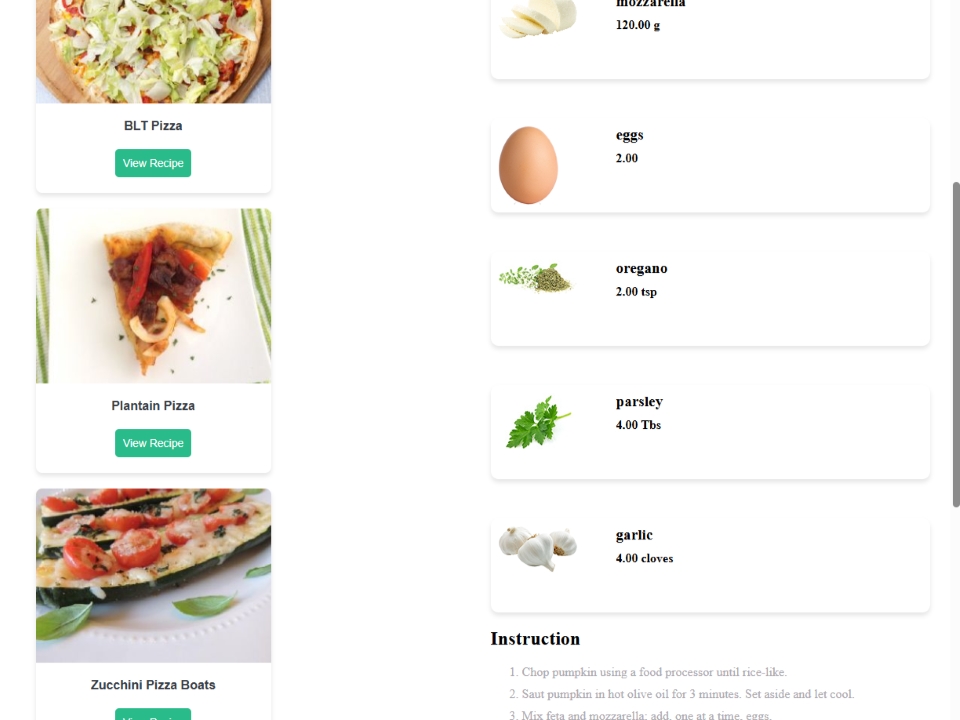 BLT Pizza
View Recipe
Plantain Pizza
View Recipe
Zucchini Pizza Boats
View Recipe
mozzarella
120.00 g
eggs
2.00
oregano
2.00 tsp
parsley
4.00 Tbs
garlic
4.00 cloves
Instruction
1. Chop pumpkin using a food processor until rice-like.
2. Saut pumpkin in hot olive oil for 3 minutes. Set aside and let cool.
3. Mix feta and mozzarella; add, one at a time, eggs.